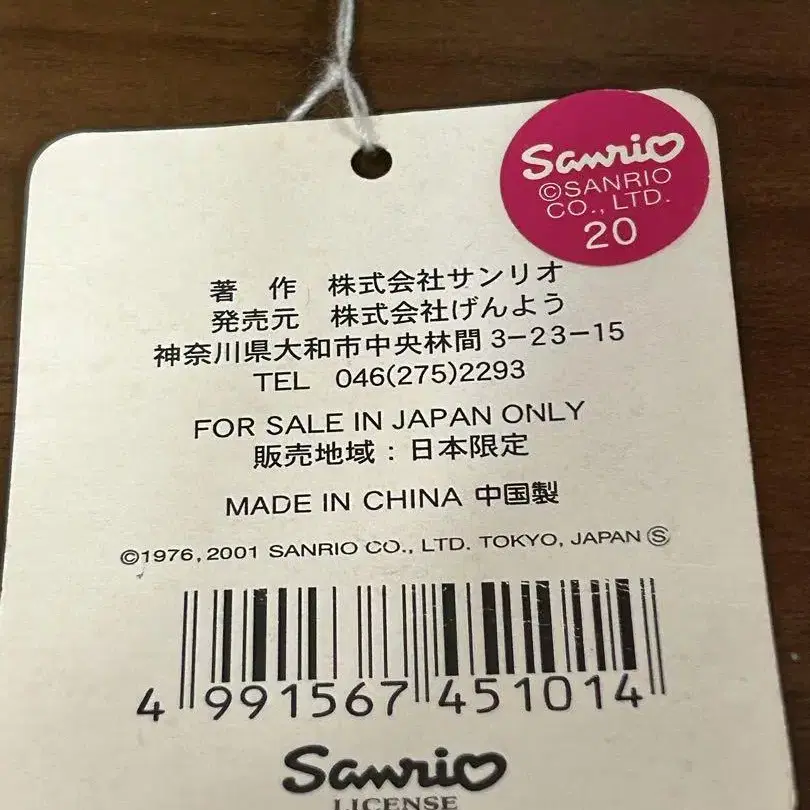 Sanrio
©SANRIO
CO., LTD.
20
著 作 株式会社サンリオ
発売元 株式会社げんよう
神奈川県大和市中央林間3-23-15
TEL 046(275)2293
FOR SALE IN JAPAN ONLY
販売地域：日本限定
MADE IN CHINA 中国製
©1976, 2001 SANRIO CO., LTD. TOKYO, JAPAN Ⓢ
4 991567 451014
Sanrio
LICENSE